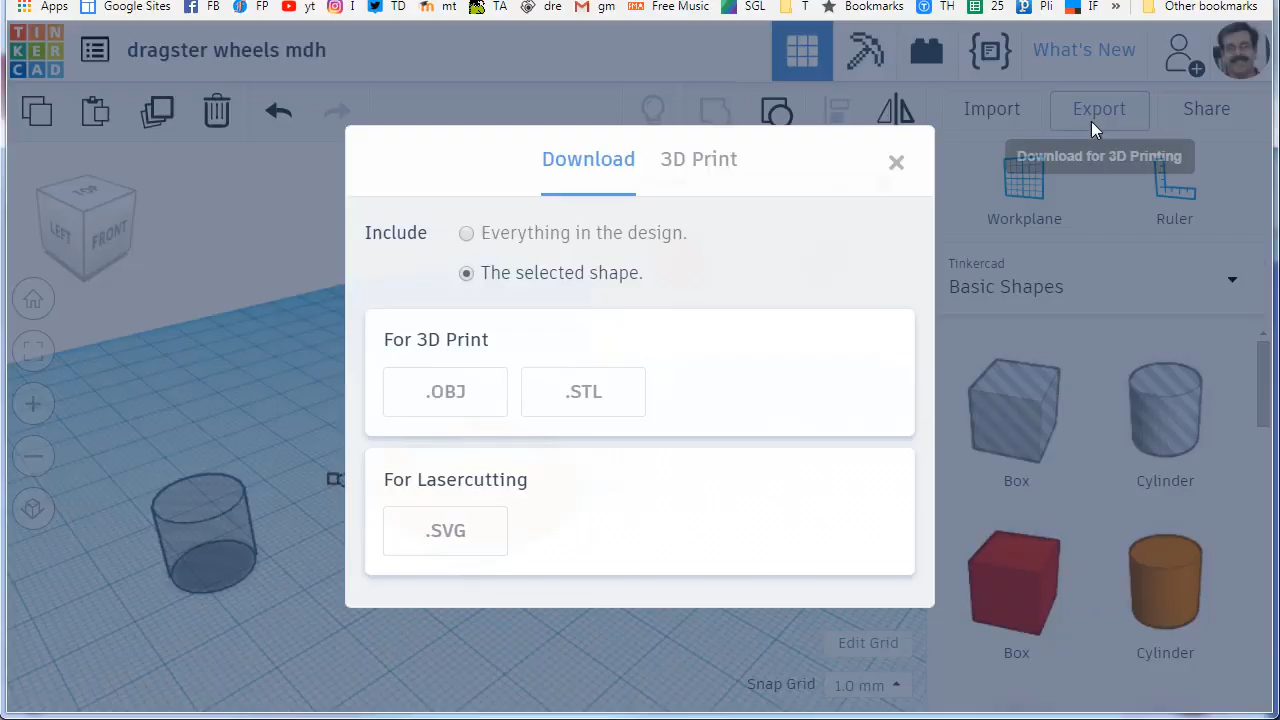 Apps Google Sites FB FP yt I TD mt TA dre gm Free Music SGL T Bookmarks TH 25 Pli IF » Other bookmarks
TIN
KER
CAD
dragster wheels mdh
What's New
Import Export Share
Download for 3D Printing
Workplane Ruler
Tinkercad
Basic Shapes
Box Cylinder
Box Cylinder
TOP
LEFT FRONT
Download 3D Print
Include Everything in the design.
The selected shape.
For 3D Print
.OBJ .STL
For Lasercutting
.SVG
Edit Grid
Snap Grid 1.0 mm